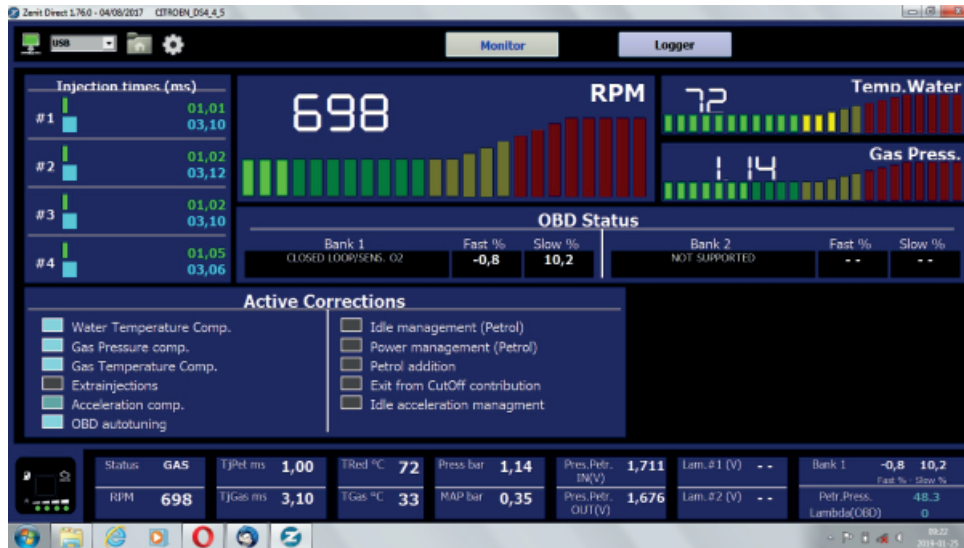 Zenit Direct 1.76.0 - 04/08/2017 CITROEN_DS4_4_5
USB
Monitor
Logger
Injection times (ms)
#1 01,01
03,10
#2 01,02
03,12
#3 01,02
03,10
#4 01,05
03,06
698 RPM
72 Temp.Water
1.14 Gas Press.
OBD Status
Bank 1 Fast % Slow % Bank 2 Fast % Slow %
CLOSED LOOP/SENS. O2 -0,8 10,2 NOT SUPPORTED - - - -
Active Corrections
Water Temperature Comp.
Gas Pressure comp.
Gas Temperature Comp.
Extrainjections
Acceleration comp.
OBD autotuning
Idle management (Petrol)
Power management (Petrol)
Petrol addition
Exit from CutOff contribution
Idle acceleration managment
Status GAS TjPet ms 1,00 TRed °C 72 Press bar 1,14 Pres.Petr. IN(V) 1,711 Lam.#1 (V) - - Bank 1 -0,8 10,2
Fast % - Slow %
RPM 698 TjGas ms 3,10 TGas °C 33 MAP bar 0,35 Pres.Petr. OUT(V) 1,676 Lam.#2 (V) - - Petr.Press. 48.3
Lambda(OBD) 0
09:22
2019-01-25